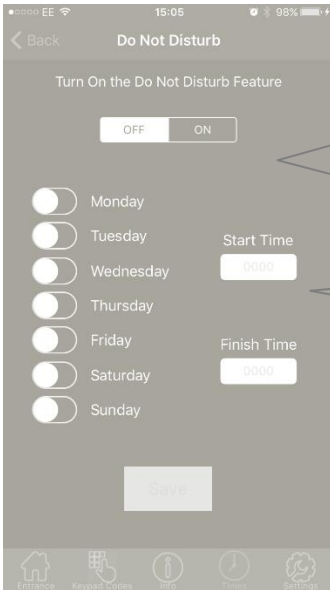 EE 15:05 98%
Back Do Not Disturb
Turn On the Do Not Disturb Feature
OFF ON
Monday
Tuesday
Wednesday
Thursday
Friday
Saturday
Sunday
Start Time
0000
Finish Time
0000
Save
Entrance Keypad Codes Info Times Settings